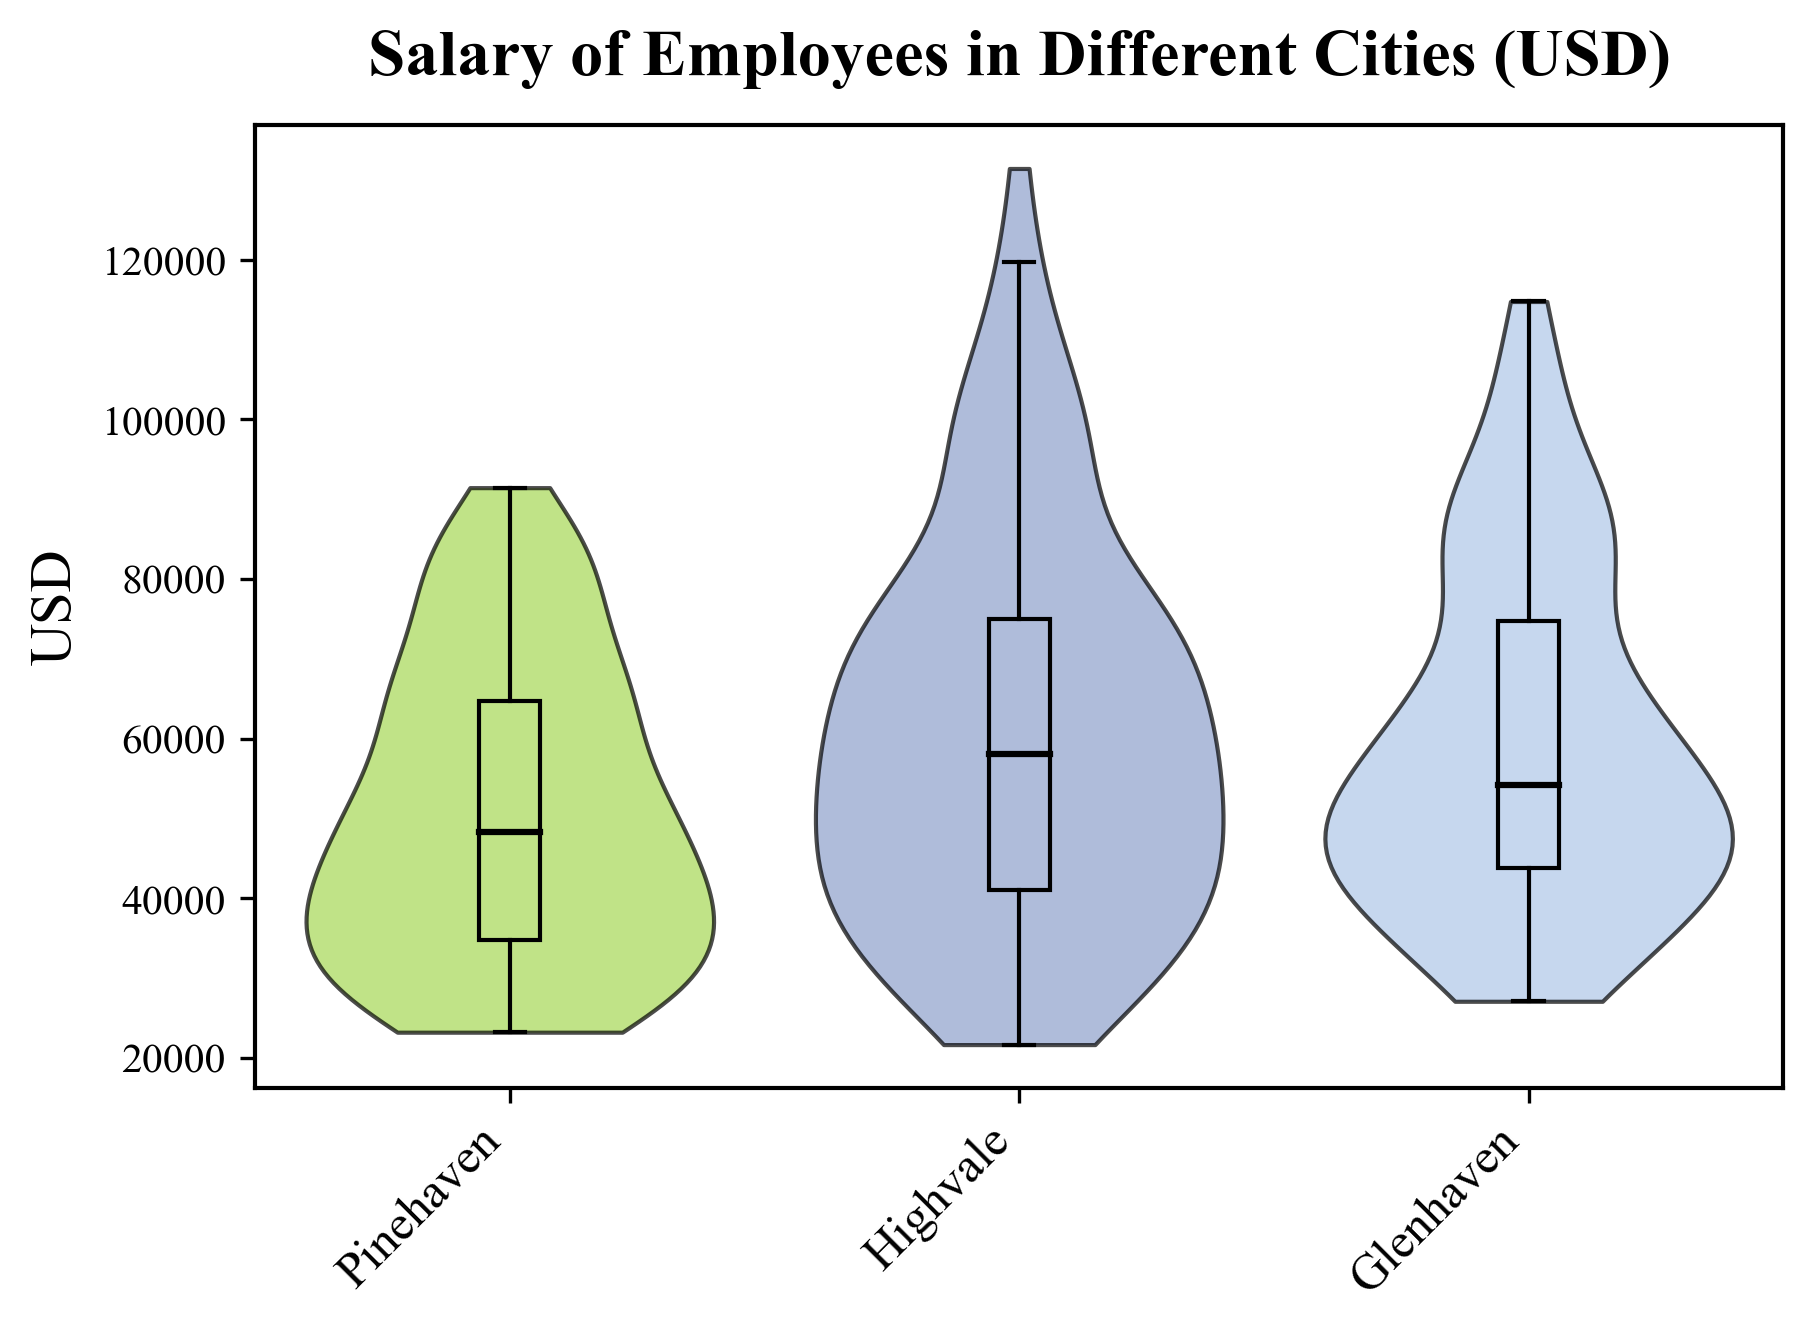 Salary of Employees in Different Cities (USD)
USD
120000
100000
80000
60000
40000
20000
Pinehaven
Highvale
Glenhaven